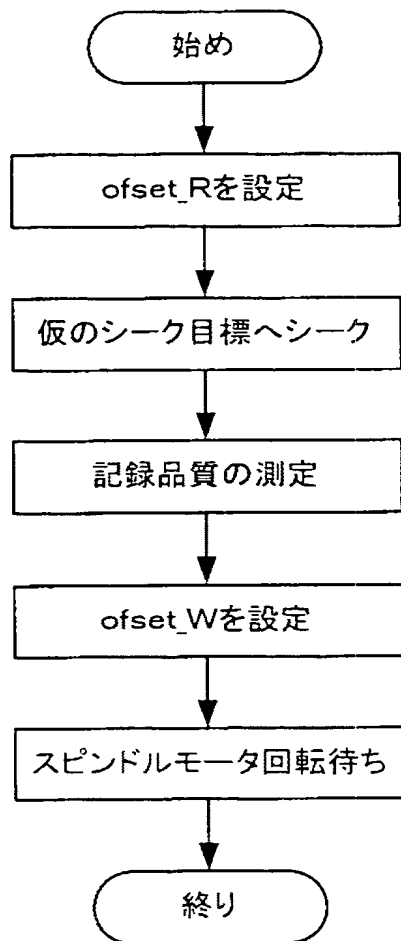 始め
ofset_Rを設定
仮のシーク目標へシーク
記録品質の測定
ofset_Wを設定
スピンドルモータ回転待ち
終り